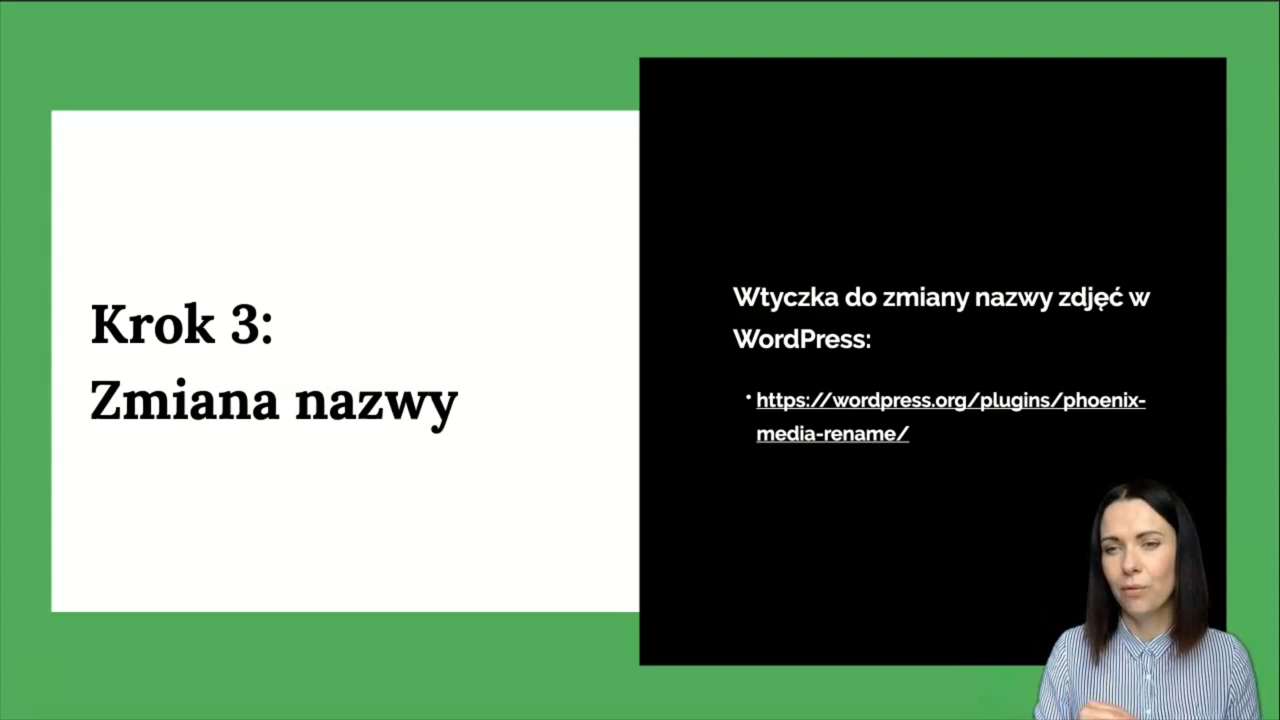 Krok 3:
Zmiana nazwy
Wtyczka do zmiany nazwy zdjęć w
WordPress:
• https://wordpress.org/plugins/phoenix-
media-rename/